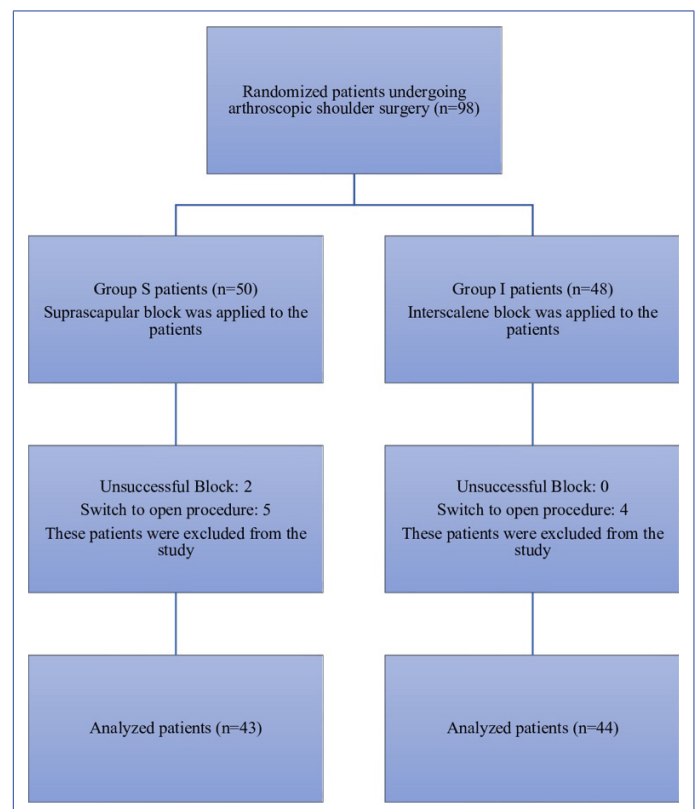 Randomized patients undergoing
arthroscopic shoulder surgery (n=98)
Group S patients (n=50)
Suprascapular block was applied to the
patients
Group I patients (n=48)
Interscalene block was applied to the
patients
Unsuccessful Block: 2
Switch to open procedure: 5
These patients were excluded from the
study
Unsuccessful Block: 0
Switch to open procedure: 4
These patients were excluded from the
study
Analyzed patients (n=43)
Analyzed patients (n=44)